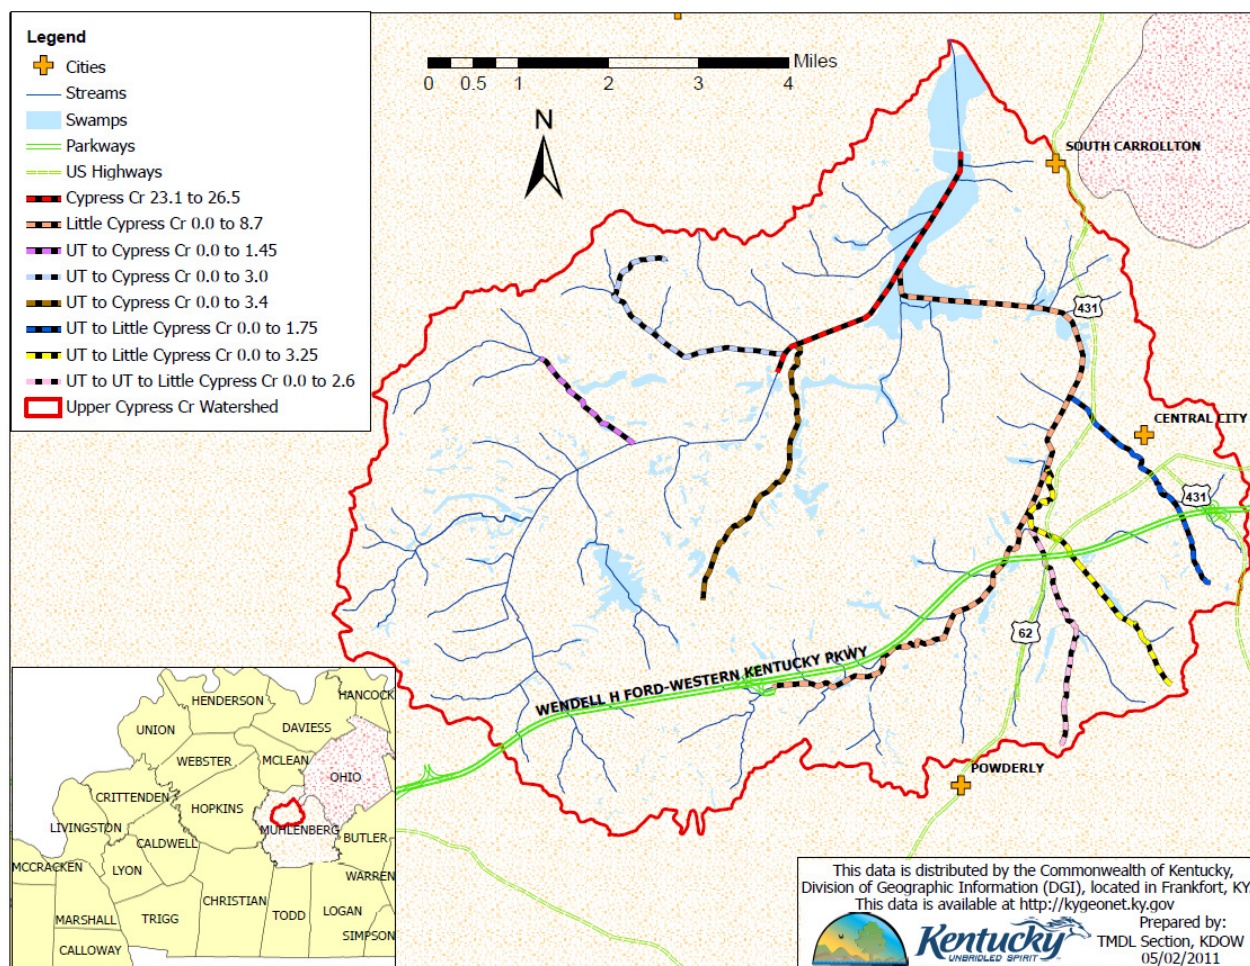 Legend
Cities
Streams
Swamps
Parkways
US Highways
Cypress Cr 23.1 to 26.5
Little Cypress Cr 0.0 to 8.7
UT to Cypress Cr 0.0 to 1.45
UT to Cypress Cr 0.0 to 3.0
UT to Cypress Cr 0.0 to 3.4
UT to Little Cypress Cr 0.0 to 1.75
UT to Little Cypress Cr 0.0 to 3.25
UT to UT to Little Cypress Cr 0.0 to 2.6
Upper Cypress Cr Watershed
Miles
0 0.5 1 2 3 4
N
SOUTH CARROLLTON
431
CENTRAL CITY
431
62
WENDELL H FORD-WESTERN KENTUCKY PKWY
POWDERLY
HANCOCK
HENDERSON
DAVIESS
UNION
WEBSTER
MCLEAN
OHIO
CRITTENDEN
HOPKINS
LIVINGSTON
MUHLENBERG
BUTLER
CALDWELL
MCCRACKEN
LYON
WARREN
CHRISTIAN
LOGAN
MARSHALL
TRIGG
TODD
SIMPSON
CALLOWAY
This data is distributed by the Commonwealth of Kentucky,
Division of Geographic Information (DGI), located in Frankfort, KY.
This data is available at http://kygeonet.ky.gov
Kentucky
UNBRIDLED SPIRIT
Prepared by:
TMDL Section, KDOW
05/02/2011